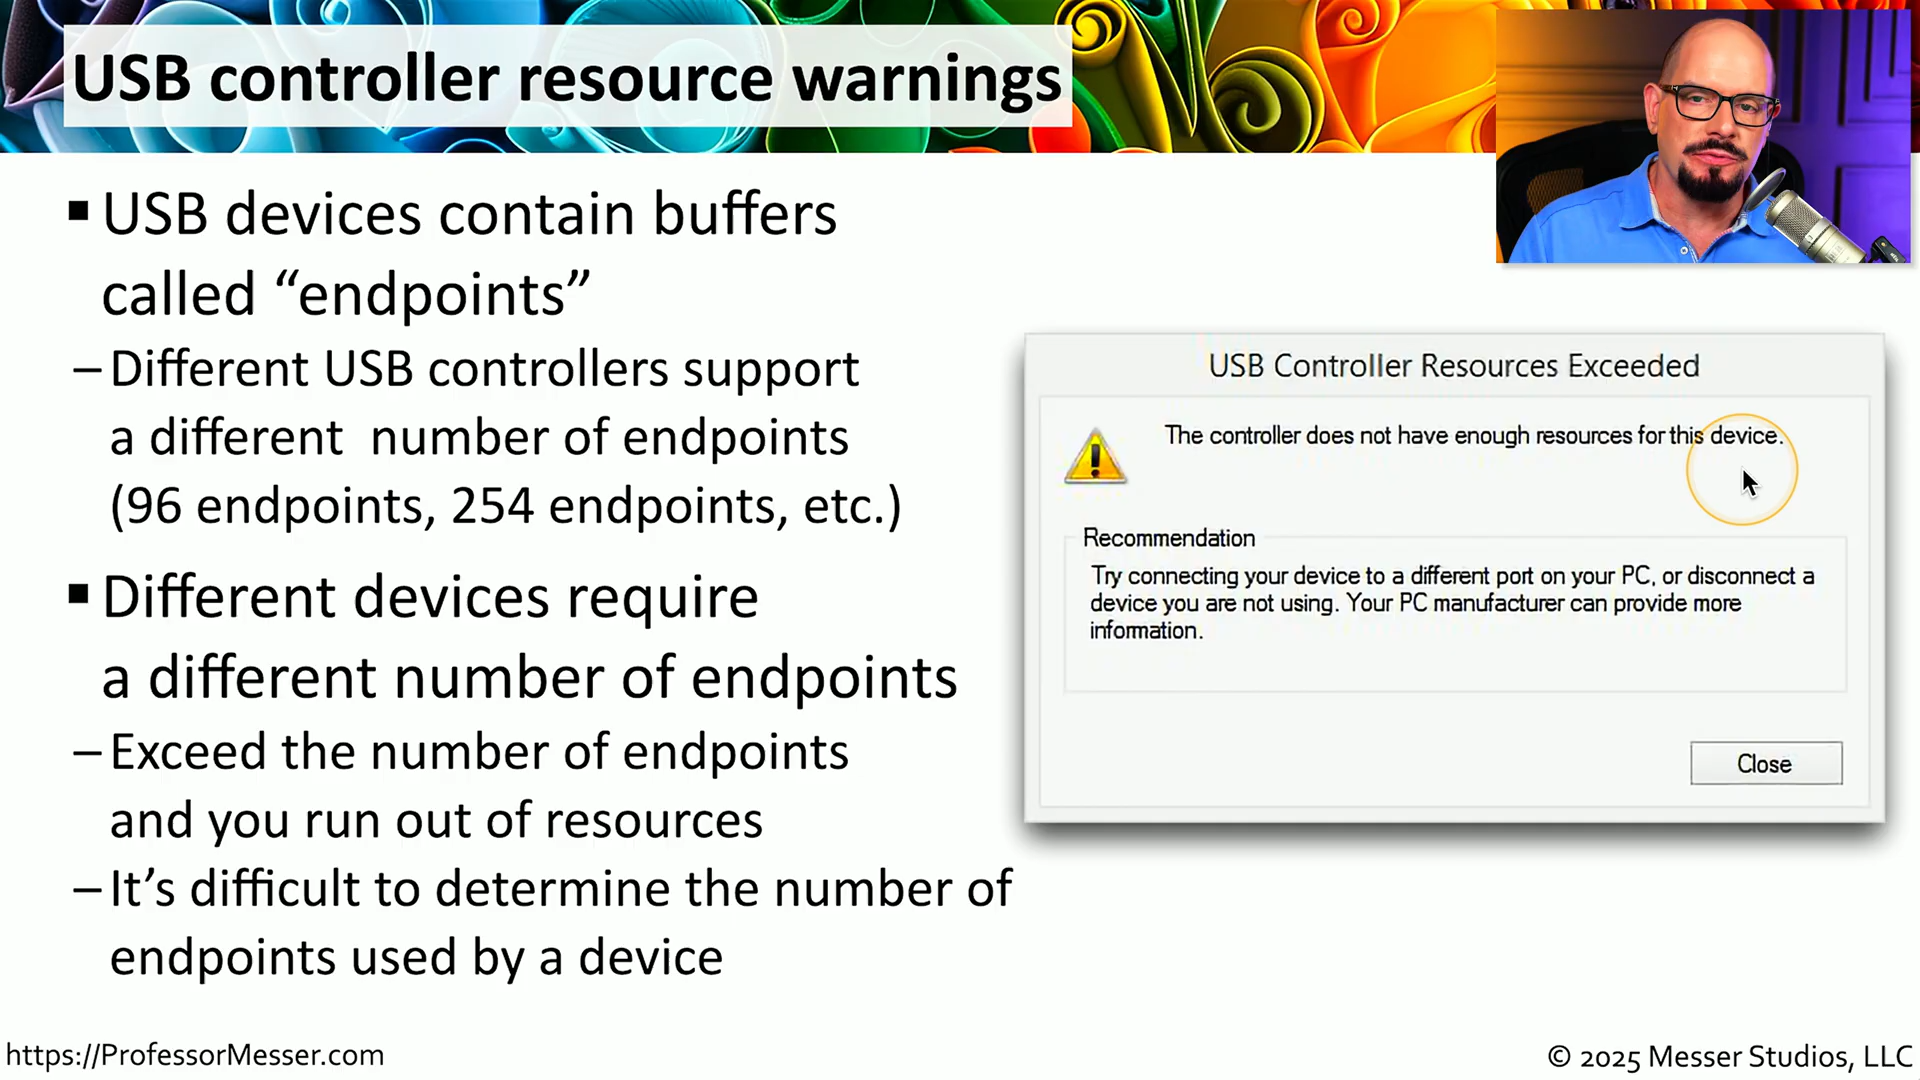 USB controller resource warnings
▪ USB devices contain buffers
called “endpoints”
– Different USB controllers support
a different number of endpoints
(96 endpoints, 254 endpoints, etc.)
▪ Different devices require
a different number of endpoints
– Exceed the number of endpoints
and you run out of resources
– It’s difficult to determine the number of
endpoints used by a device
USB Controller Resources Exceeded
The controller does not have enough resources for this device.
Recommendation
Try connecting your device to a different port on your PC, or disconnect a
device you are not using. Your PC manufacturer can provide more
information.
Close
https://ProfessorMesser.com
© 2025 Messer Studios, LLC